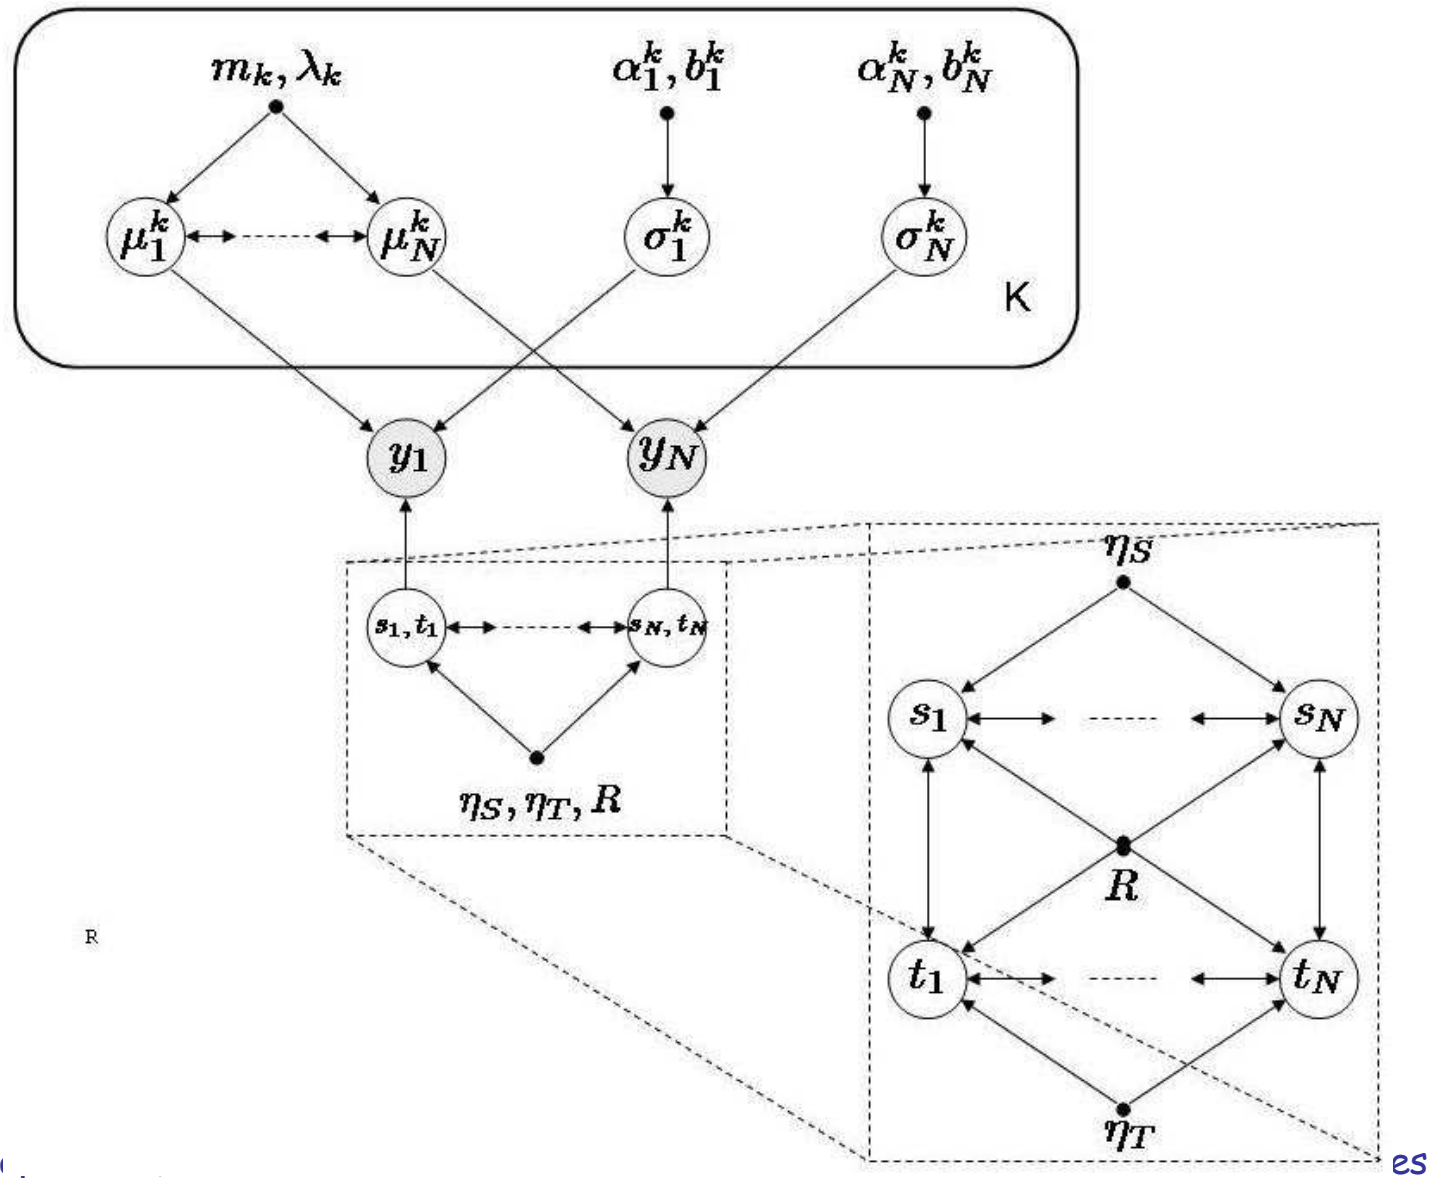 m_k, λ_k
α_1^k, b_1^k
α_N^k, b_N^k
μ_1^k
μ_N^k
σ_1^k
σ_N^k
K
y_1
y_N
η_S
s_1, t_1
s_N, t_N
s_1
s_N
η_S, η_T, R
R
R
t_1
t_N
η_T
es